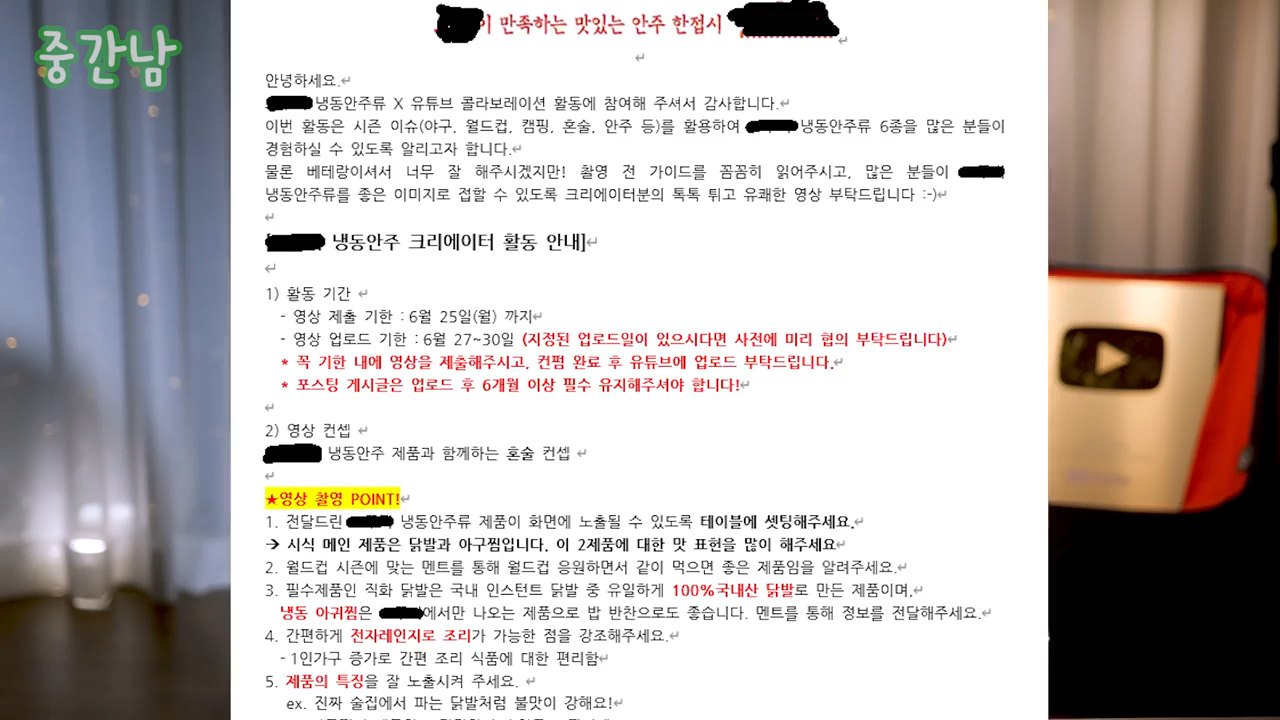 중간남
이 만족하는 맛있는 안주 한접시
안녕하세요.
냉동안주류 X 유튜브 콜라보레이션 활동에 참여해 주셔서 감사합니다.
이번 활동은 시즌 이슈(야구, 월드컵, 캠핑, 혼술, 안주 등)를 활용하여 냉동안주류 6종을 많은 분들이
경험하실 수 있도록 알리고자 합니다.
물론 베테랑이셔서 너무 잘 해주시겠지만! 촬영 전 가이드를 꼼꼼히 읽어주시고, 많은 분들이
냉동안주류를 좋은 이미지로 접할 수 있도록 크리에이터분의 톡톡 튀고 유쾌한 영상 부탁드립니다 :-)
[ 냉동안주 크리에이터 활동 안내]
1) 활동 기간
- 영상 제출 기한 : 6월 25일(월) 까지
- 영상 업로드 기한 : 6월 27~30일 (지정된 업로드일이 있으시다면 사전에 미리 협의 부탁드립니다)
* 꼭 기한 내에 영상을 제출해주시고, 컨펌 완료 후 유튜브에 업로드 부탁드립니다.
* 포스팅 게시글은 업로드 후 6개월 이상 필수 유지해주셔야 합니다!
2) 영상 컨셉
냉동안주 제품과 함께하는 혼술 컨셉
★영상 촬영 POINT!
1. 전달드린 냉동안주류 제품이 화면에 노출될 수 있도록 테이블에 셋팅해주세요.
→ 시식 메인 제품은 닭발과 아구찜입니다. 이 2제품에 대한 맛 표현을 많이 해주세요
2. 월드컵 시즌에 맞는 멘트를 통해 월드컵 응원하면서 같이 먹으면 좋은 제품임을 알려주세요.
3. 필수제품인 직화 닭발은 국내 인스턴트 닭발 중 유일하게 100%국내산 닭발로 만든 제품이며,
냉동 아귀찜은 에서만 나오는 제품으로 밥 반찬으로도 좋습니다. 멘트를 통해 정보를 전달해주세요.
4. 간편하게 전자레인지로 조리가 가능한 점을 강조해주세요.
- 1인가구 증가로 간편 조리 식품에 대한 편리함
5. 제품의 특징을 잘 노출시켜 주세요.
ex. 진짜 술집에서 파는 닭발처럼 불맛이 강해요!